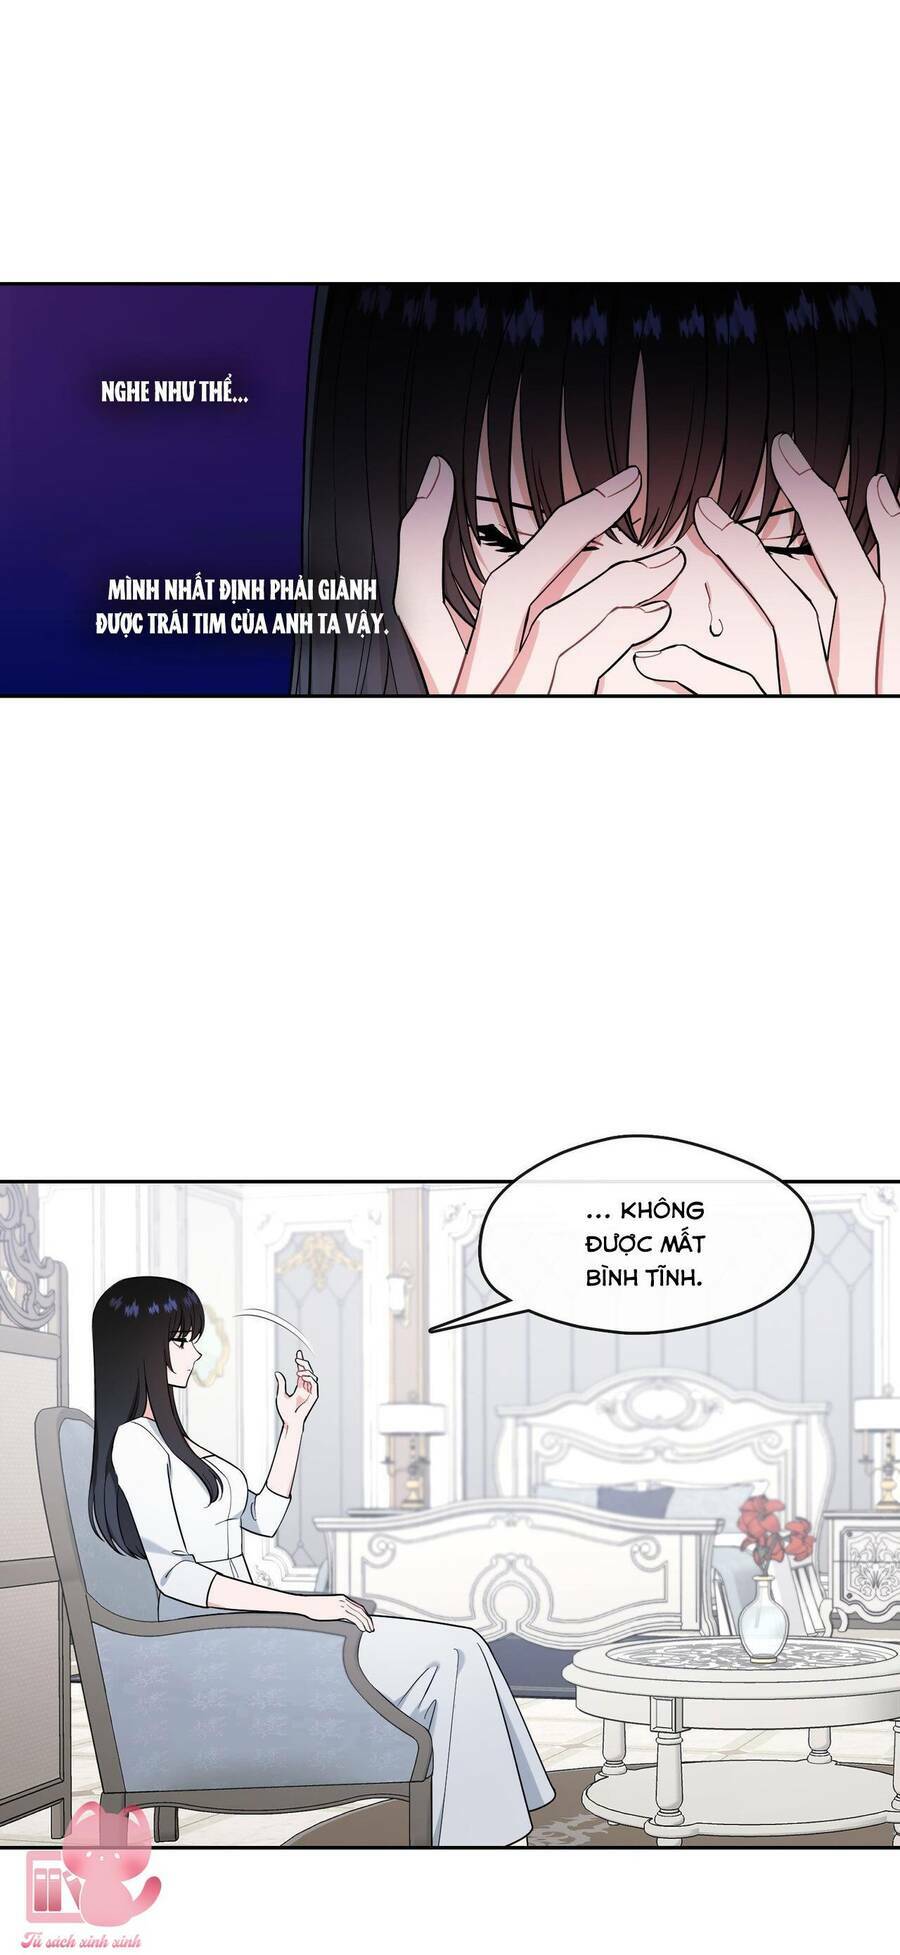 NGHE NHƯ THỂ...
MÌNH NHẤT ĐỊNH PHẢI GIÀNH
ĐƯỢC TRÁI TIM CỦA ANH TA VẬY.
... KHÔNG
ĐƯỢC MẤT
BÌNH TĨNH.
Tủ sách xinh xinh